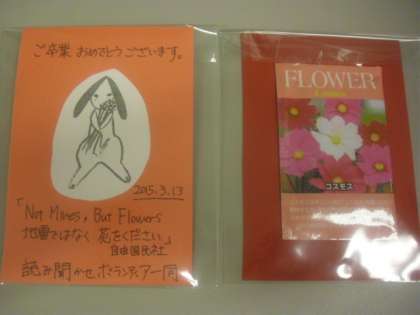 ご卒業 おめでとうございます。
2015.3.13
「Not Mines, But Flowers
地雷ではなく 花をください」
自由国民社
読み聞かせ ボランティア一同
FLOWER
コスモス